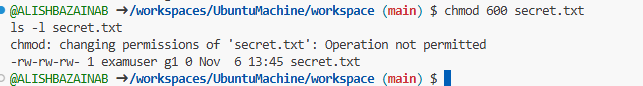 @ALISHBAZAINAB ➜/workspaces/UbuntuMachine/workspace (main) $ chmod 600 secret.txt
ls -l secret.txt
chmod: changing permissions of 'secret.txt': Operation not permitted
-rw-rw-rw- 1 examuser g1 0 Nov  6 13:45 secret.txt
@ALISHBAZAINAB ➜/workspaces/UbuntuMachine/workspace (main) $